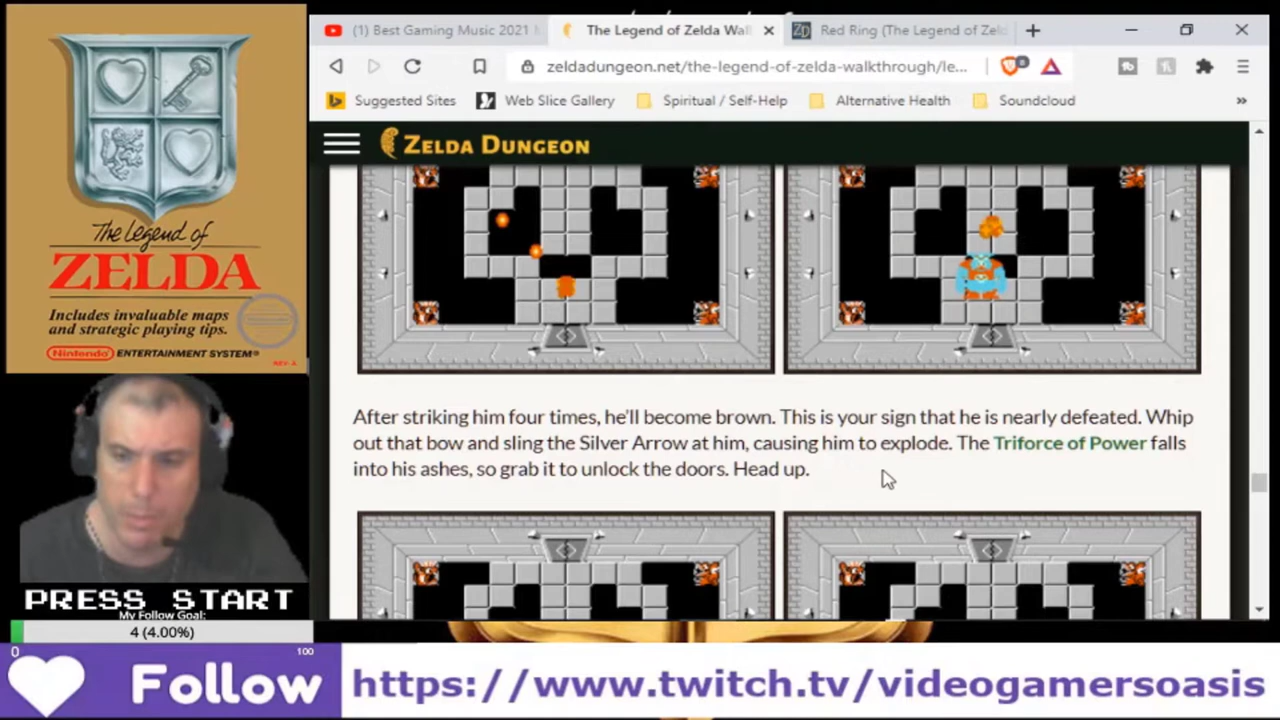 The Legend of
ZELDA
Includes invaluable maps
and strategic playing tips.
Nintendo ENTERTAINMENT SYSTEM®
REV-A
PRESS START
My Follow Goal:
4 (4.00%)
0
100
(1) Best Gaming Music 2021
The Legend of Zelda Wal
Red Ring (The Legend of Zel
zeldadungeon.net/the-legend-of-zelda-walkthrough/le...
Suggested Sites
Web Slice Gallery
Spiritual / Self-Help
Alternative Health
Soundcloud
»
ZELDA DUNGEON
After striking him four times, he'll become brown. This is your sign that he is nearly defeated. Whip
out that bow and sling the Silver Arrow at him, causing him to explode. The Triforce of Power falls
into his ashes, so grab it to unlock the doors. Head up.
Follow
https://www.twitch.tv/videogamersoasis